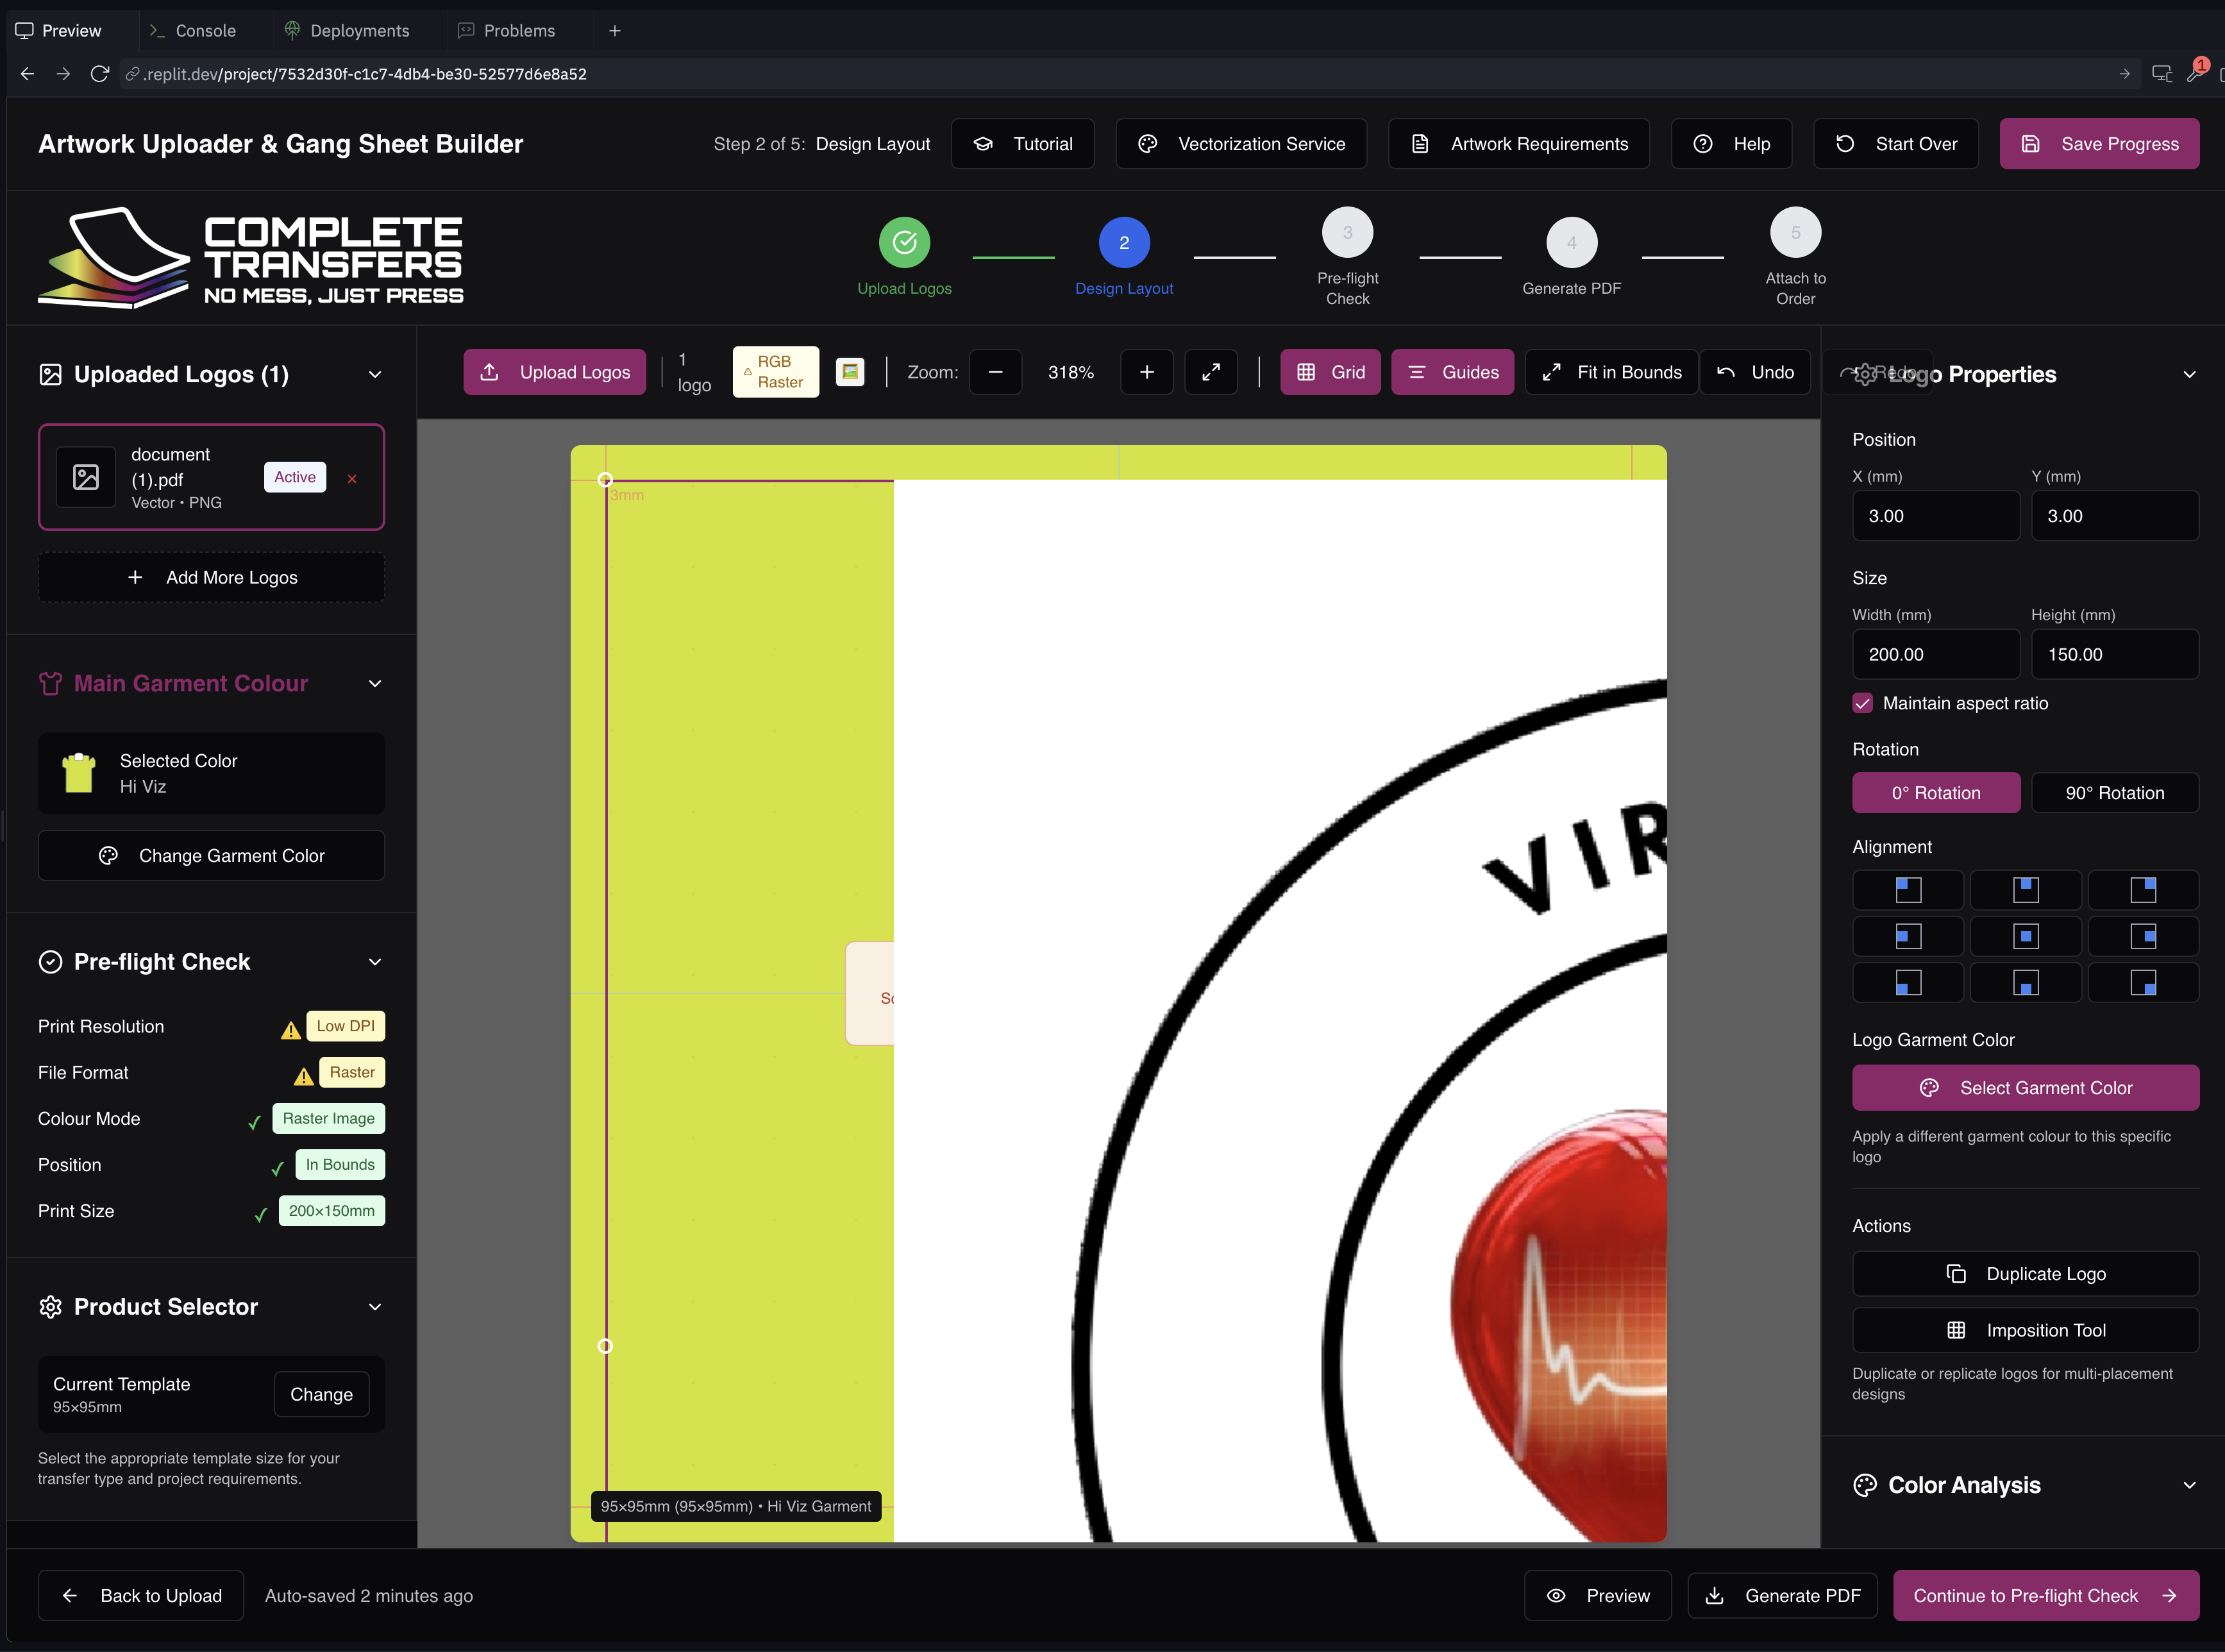 Preview
Console
Deployments
Problems
.replit.dev/project/7532d30f-c1c7-4db4-be30-52577d6e8a52
1
Artwork Uploader & Gang Sheet Builder
Step 2 of 5: Design Layout
Tutorial
Vectorization Service
Artwork Requirements
Help
Start Over
Save Progress
COMPLETE
TRANSFERS
NO MESS, JUST PRESS
Upload Logos
2
Design Layout
3
Pre-flight
Check
4
Generate PDF
5
Attach to
Order
Uploaded Logos (1)
document
(1).pdf
Vector • PNG
Active
Add More Logos
Main Garment Colour
Selected Color
Hi Viz
Change Garment Color
Pre-flight Check
Print Resolution
Low DPI
File Format
Raster
Colour Mode
Raster Image
Position
In Bounds
Print Size
200×150mm
Product Selector
Current Template
95×95mm
Change
Select the appropriate template size for your
transfer type and project requirements.
Upload Logos
1
logo
RGB
Raster
Zoom:
318%
Grid
Guides
Fit in Bounds
Undo
Redo
3mm
Sc
VIR
95×95mm (95×95mm) • Hi Viz Garment
Logo Properties
Position
X (mm)
Y (mm)
3.00
3.00
Size
Width (mm)
Height (mm)
200.00
150.00
Maintain aspect ratio
Rotation
0° Rotation
90° Rotation
Alignment
Logo Garment Color
Select Garment Color
Apply a different garment colour to this specific
logo
Actions
Duplicate Logo
Imposition Tool
Duplicate or replicate logos for multi-placement
designs
Color Analysis
Back to Upload
Auto-saved 2 minutes ago
Preview
Generate PDF
Continue to Pre-flight Check